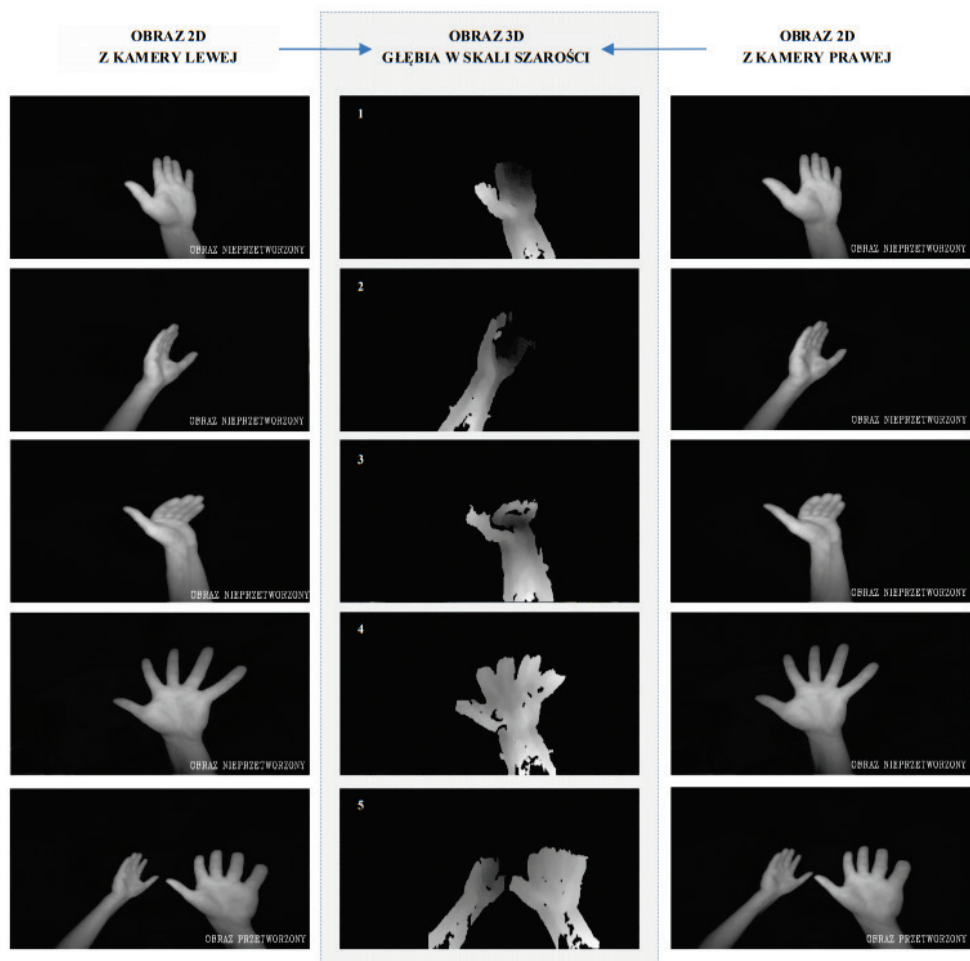 OBRAZ 2D
Z KAMERY LEWEJ
OBRAZ 3D
GŁĘBIA W SKALI SZAROŚCI
OBRAZ 2D
Z KAMERY PRAWEJ
OBRAZ NIEPRZETWORZONY
1
OBRAZ NIEPRZETWORZONY
OBRAZ NIEPRZETWORZONY
2
OBRAZ NIEPRZETWORZONY
OBRAZ NIEPRZETWORZONY
3
OBRAZ NIEPRZETWORZONY
OBRAZ NIEPRZETWORZONY
4
OBRAZ NIEPRZETWORZONY
OBRAZ PRZETWORZONY
5
OBRAZ PRZETWORZONY